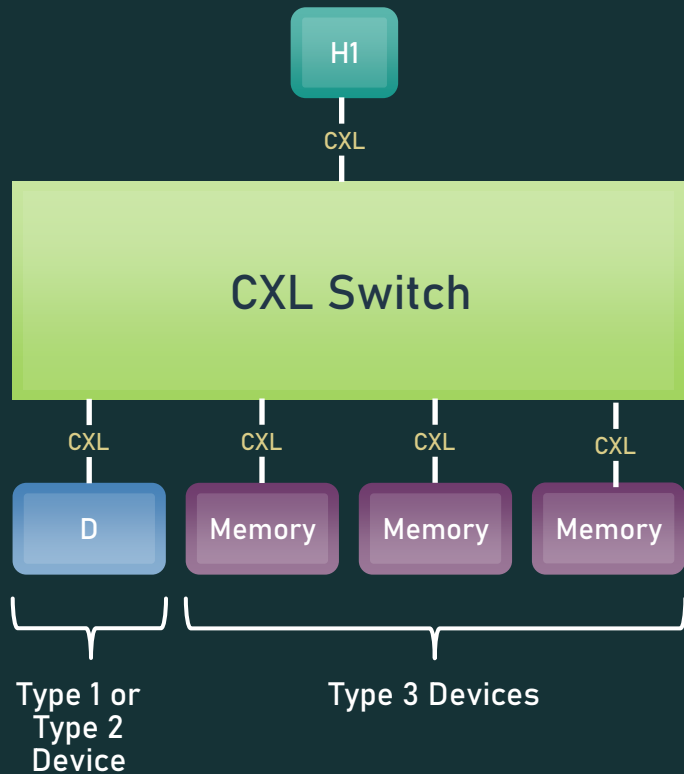 H1
CXL
CXL Switch
CXL CXL CXL CXL
D Memory Memory Memory
Type 1 or
Type 2
Device
Type 3 Devices